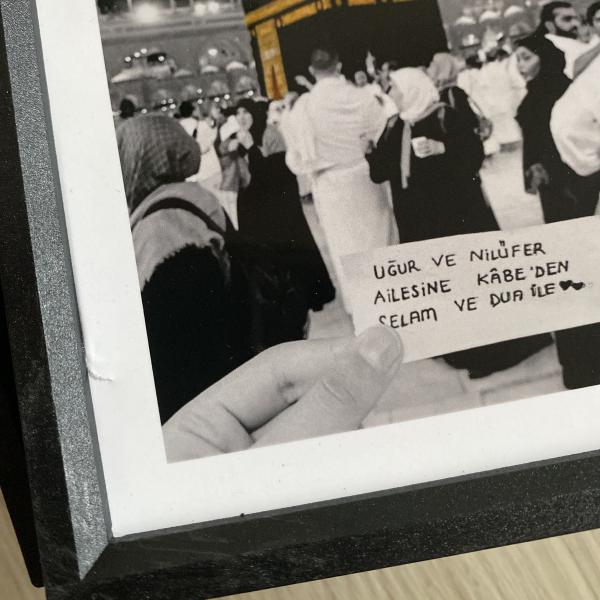 UĞUR VE NİLÜFER
AİLESİNE KÂBE'DEN
SELAM VE DUA İLE